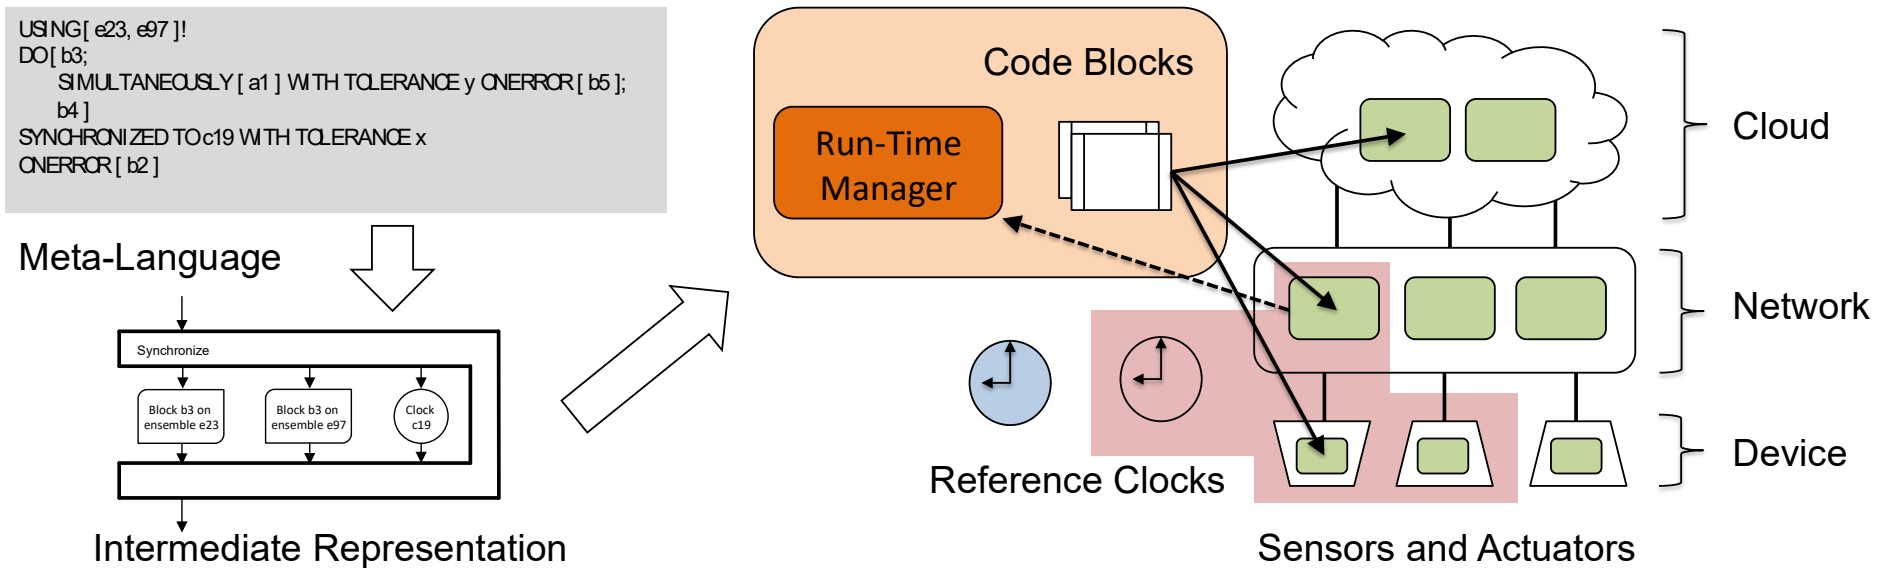 USING [ e23, e97 ]!
DO [ b3;
SIMULTANEOUSLY [ a1 ] WITH TOLERANCE y ONERROR [ b5 ];
b4 ]
SYNCHRONIZED TO c19 WITH TOLERANCE x
ONERROR [ b2 ]
Meta-Language
Synchronize
Block b3 on
ensemble e23
Block b3 on
ensemble e97
Clock
c19
Intermediate Representation
Code Blocks
Run-Time
Manager
Reference Clocks
Cloud
Network
Device
Sensors and Actuators